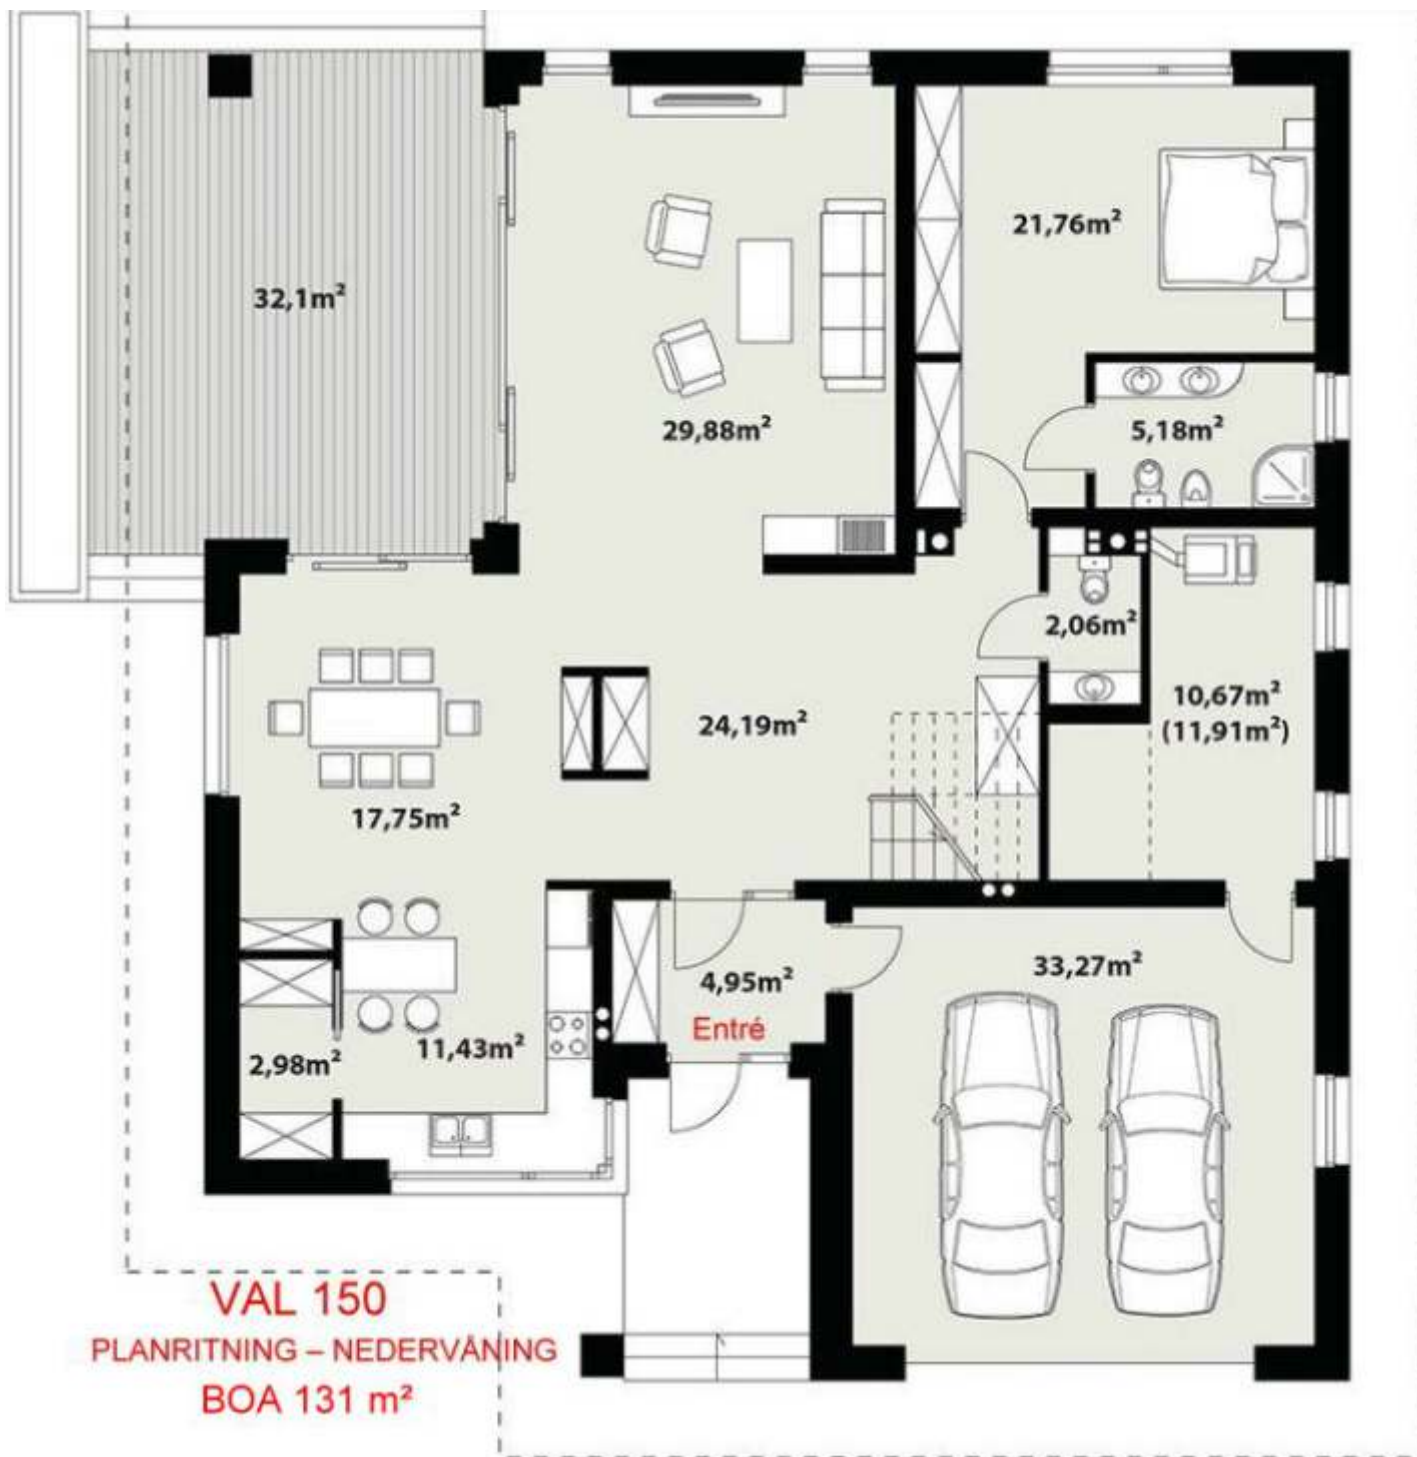 21,76m²
32,1m²
29,88m²
5,18m²
2,06m²
10,67m²
(11,91m²)
24,19m²
17,75m²
33,27m²
4,95m²
Entré
11,43m²
2,98m²
VAL 150
PLANRITNING – NEDERVÅNING
BOA 131 m²